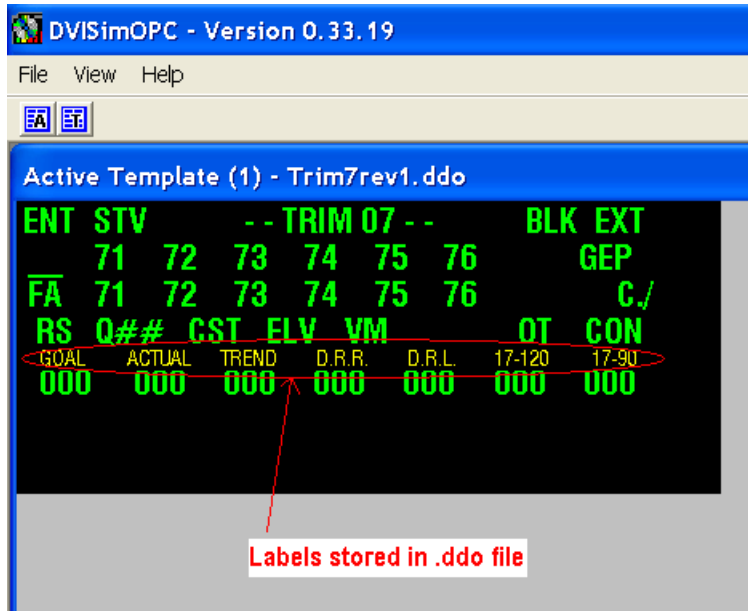 DVISimOPC - Version 0.33.19
File View Help
A T.
Active Template (1) - Trim7rev1.ddo
ENT STV - - TRIM 07 - - BLK EXT
71 72 73 74 75 76 GEP
FA 71 72 73 74 75 76 C./
RS Q## CST ELV VM OT CON
GOAL ACTUAL TREND D.R.R. D.R.L. 17-120 17-90
000 000 000 000 000 000 000
Labels stored in .ddo file